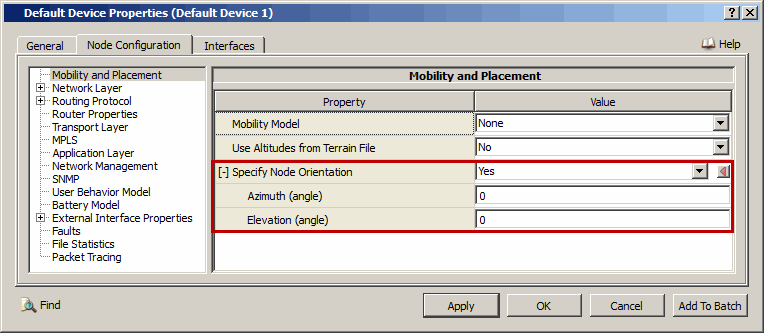 Default Device Properties (Default Device 1)
General
Node Configuration
Interfaces
Help
Mobility and Placement
Network Layer
Routing Protocol
Router Properties
Transport Layer
MPLS
Application Layer
Network Management
SNMP
User Behavior Model
Battery Model
External Interface Properties
Faults
File Statistics
Packet Tracing
Mobility and Placement
Property Value
Mobility Model None
Use Altitudes from Terrain File No
[-] Specify Node Orientation Yes
Azimuth (angle) 0
Elevation (angle) 0
Find
Apply
OK
Cancel
Add To Batch